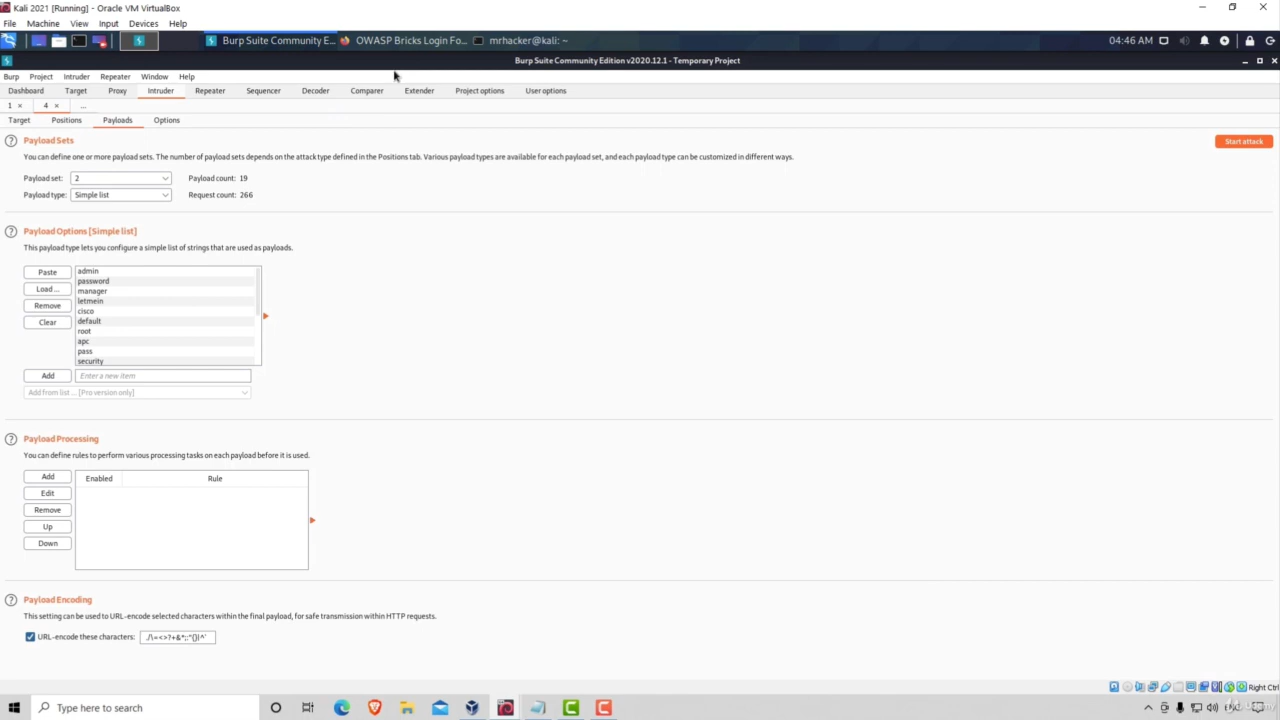 Kali 2021 [Running] - Oracle VM VirtualBox
File Machine View Input Devices Help
Burp Suite Community E... OWASP Bricks Login Fo... mrhacker@kali: ~ 04:46 AM
Burp Suite Community Edition v2020.12.1 - Temporary Project
Burp Project Intruder Repeater Window Help
Dashboard Target Proxy Intruder Repeater Sequencer Decoder Comparer Extender Project options User options
1 × 4 × ...
Target Positions Payloads Options
? Payload Sets Start attack
You can define one or more payload sets. The number of payload sets depends on the attack type defined in the Positions tab. Various payload types are available for each payload set, and each payload type can be customized in different ways.
Payload set: 2 Payload count: 19
Payload type: Simple list Request count: 266
? Payload Options [Simple list]
This payload type lets you configure a simple list of strings that are used as payloads.
Paste
Load ...
Remove
Clear
admin
password
manager
letmein
cisco
default
root
apc
pass
security
Add Enter a new item
Add from list ... [Pro version only]
? Payload Processing
You can define rules to perform various processing tasks on each payload before it is used.
Add Enabled Rule
Edit
Remove
Up
Down
? Payload Encoding
This setting can be used to URL-encode selected characters within the final payload, for safe transmission within HTTP requests.
URL-encode these characters:
Right Ctrl
Type here to search